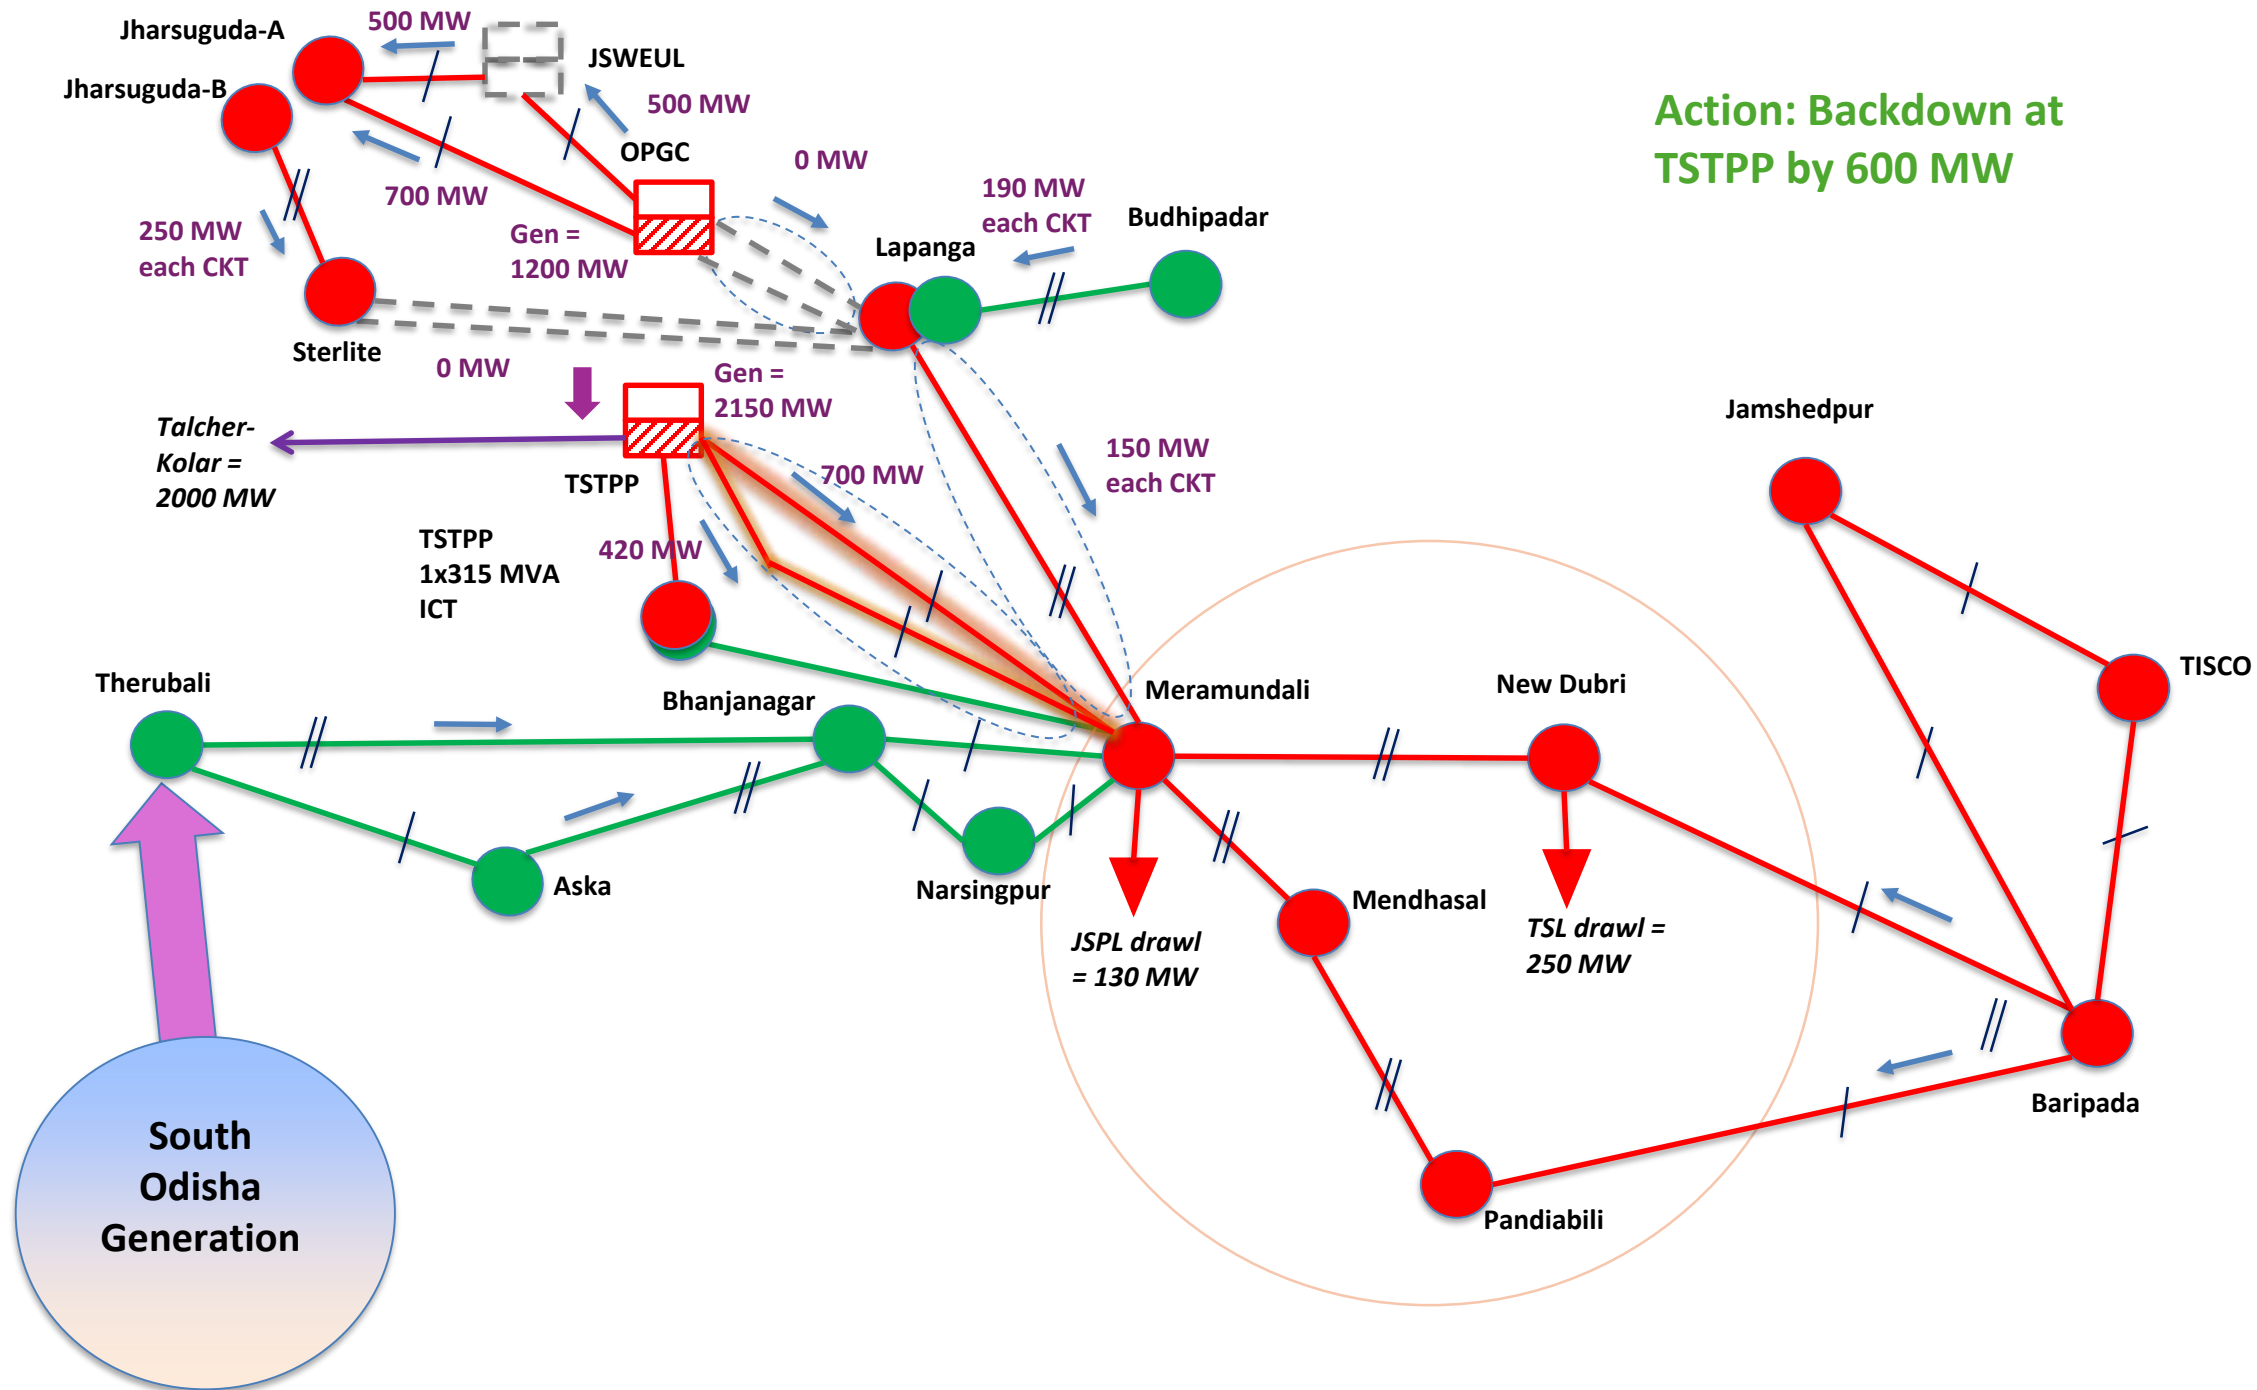 Jharsuguda-A
500 MW
JSWEUL
Jharsuguda-B
500 MW
OPGC
Action: Backdown at
TSTPP by 600 MW
0 MW
700 MW
190 MW
each CKT
Budhipadar
250 MW
each CKT
Gen =
1200 MW
Lapanga
Sterlite
0 MW
Gen =
2150 MW
Talcher-
Kolar =
2000 MW
TSTPP
700 MW
150 MW
each CKT
Jamshedpur
TSTPP
1x315 MVA
ICT
420 MW
Therubali
Bhanjanagar
Meramundali
New Dubri
TISCO
Aska
Narsingpur
Mendhasal
JSPL drawl
= 130 MW
TSL drawl =
250 MW
Baripada
South
Odisha
Generation
Pandiabili